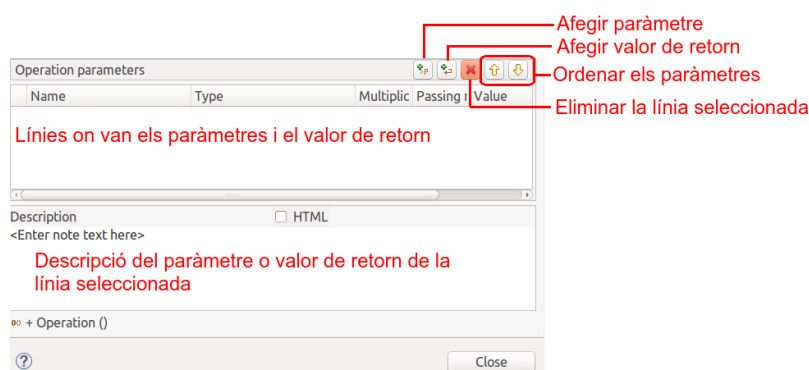 Afegir paràmetre
Afegir valor de retorn
Operation parameters
Ordenar els paràmetres
Name Type Multiplic Passing r Value
Eliminar la línia seleccionada
Línies on van els paràmetres i el valor de retorn
Description HTML
<Enter note text here>
Descripció del paràmetre o valor de retorn de la
línia seleccionada
+ Operation ()
Close